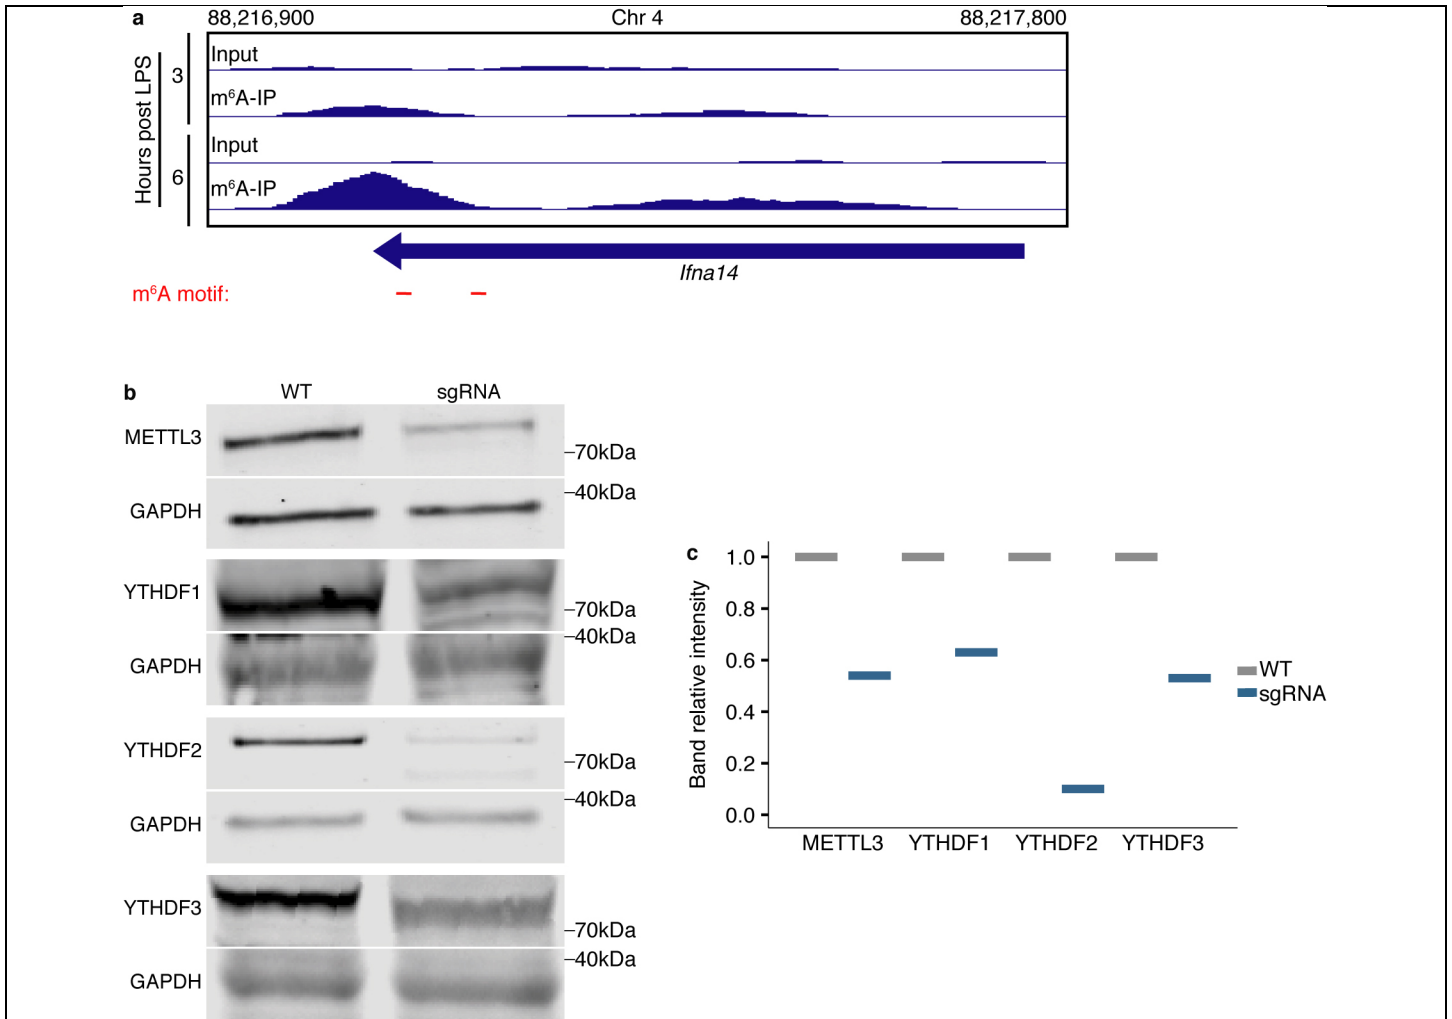 a
88,216,900 Chr 4 88,217,800
Hours post LPS
3
Input
m⁶A-IP
6
Input
m⁶A-IP
Ifna14
m⁶A motif:
b
WT sgRNA
METTL3
–70kDa
–40kDa
GAPDH
YTHDF1
–70kDa
–40kDa
GAPDH
YTHDF2
–70kDa
–40kDa
GAPDH
YTHDF3
–70kDa
–40kDa
GAPDH
c
Band relative intensity
1.0
0.8
0.6
0.4
0.2
0.0
METTL3 YTHDF1 YTHDF2 YTHDF3
WT
sgRNA